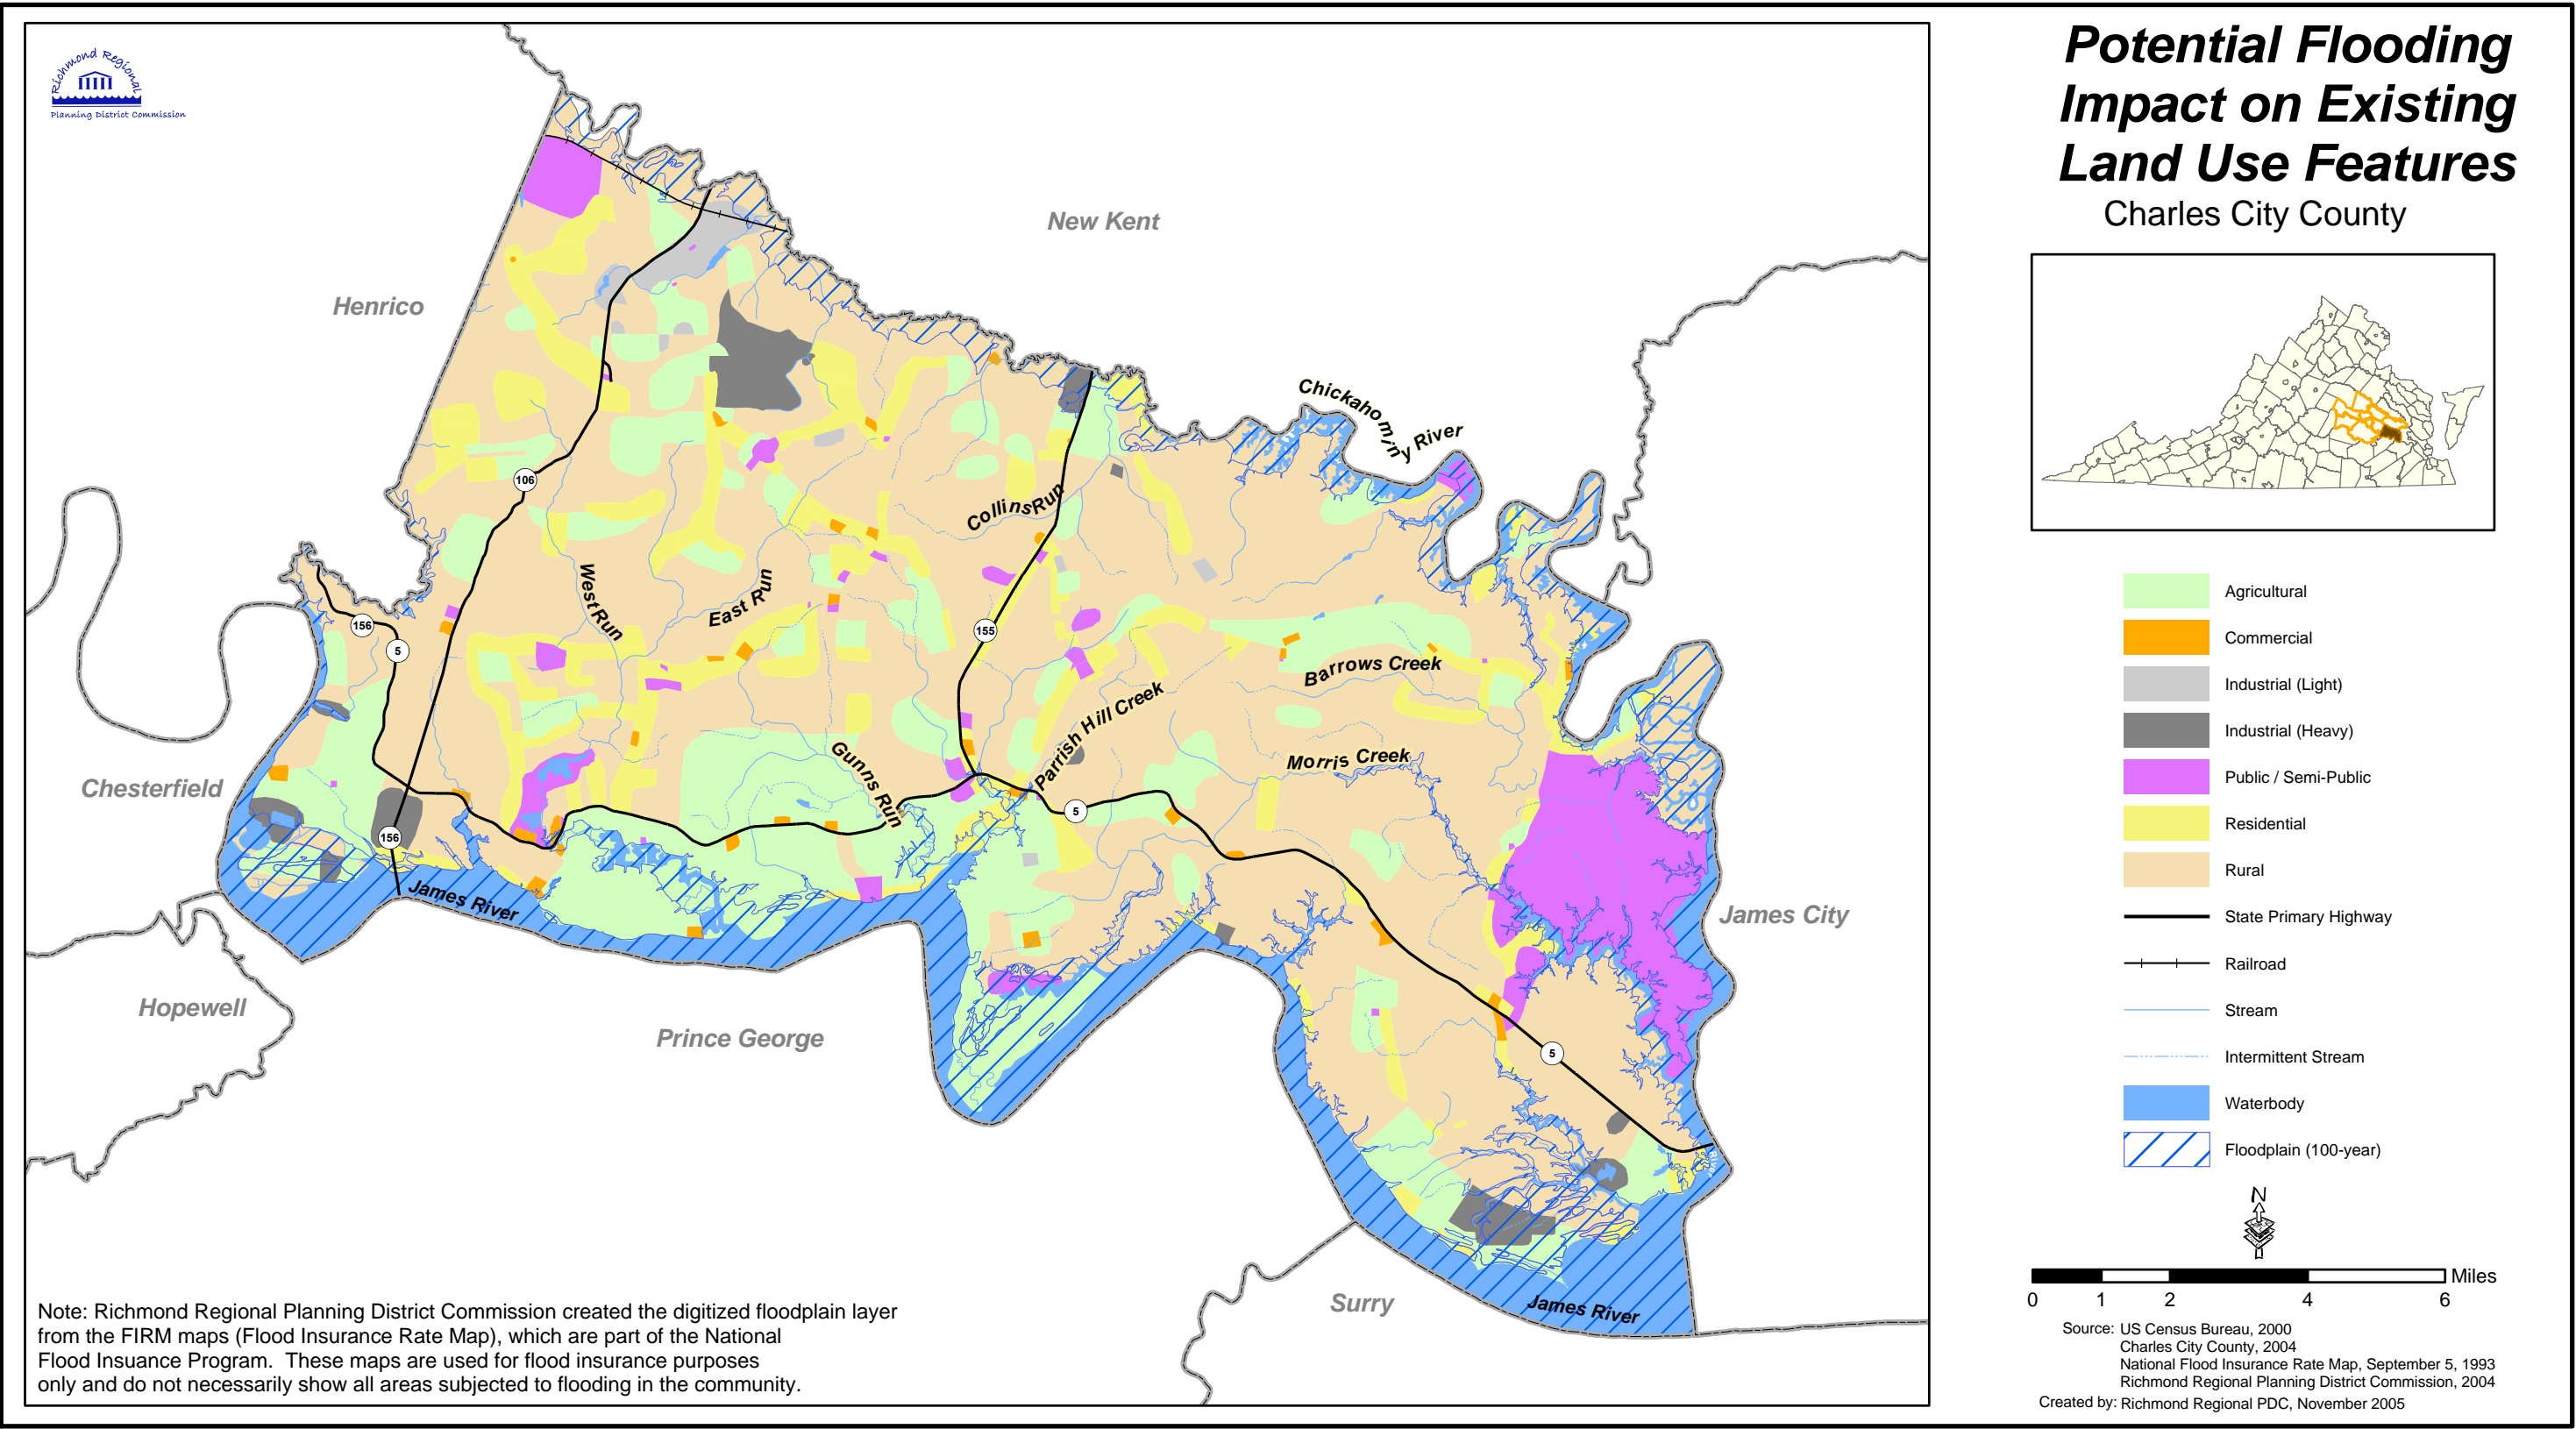 Richmond Regional
Planning District Commission
Potential Flooding
Impact on Existing
Land Use Features
Charles City County
New Kent
Henrico
Chickahominy River
106
Collins Run
West Run
East Run
156
5
155
Barrows Creek
Parrish Hill Creek
Gunns Run
Morris Creek
Chesterfield
5
156
James River
James City
Hopewell
Prince George
5
Surry
James River
Agricultural
Commercial
Industrial (Light)
Industrial (Heavy)
Public / Semi-Public
Residential
Rural
State Primary Highway
Railroad
Stream
Intermittent Stream
Waterbody
Floodplain (100-year)
N
Miles
0 1 2 4 6
Source: US Census Bureau, 2000
Charles City County, 2004
National Flood Insurance Rate Map, September 5, 1993
Richmond Regional Planning District Commission, 2004
Created by: Richmond Regional PDC, November 2005
Note: Richmond Regional Planning District Commission created the digitized floodplain layer
from the FIRM maps (Flood Insurance Rate Map), which are part of the National
Flood Insuance Program. These maps are used for flood insurance purposes
only and do not necessarily show all areas subjected to flooding in the community.